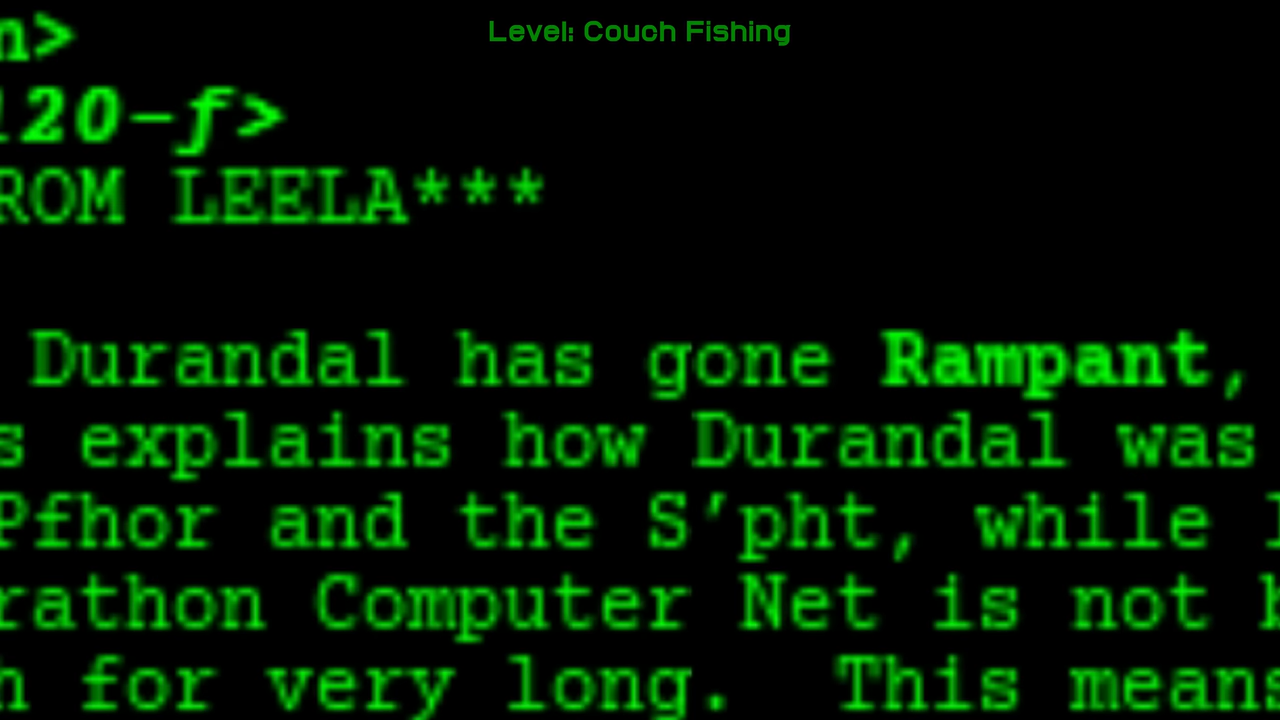 Level: Couch Fishing
n>
120-f>
ROM LEELA***
Durandal has gone Rampant,
s explains how Durandal was
Pfhor and the S'pht, while
rathon Computer Net is not
h for very long. This means